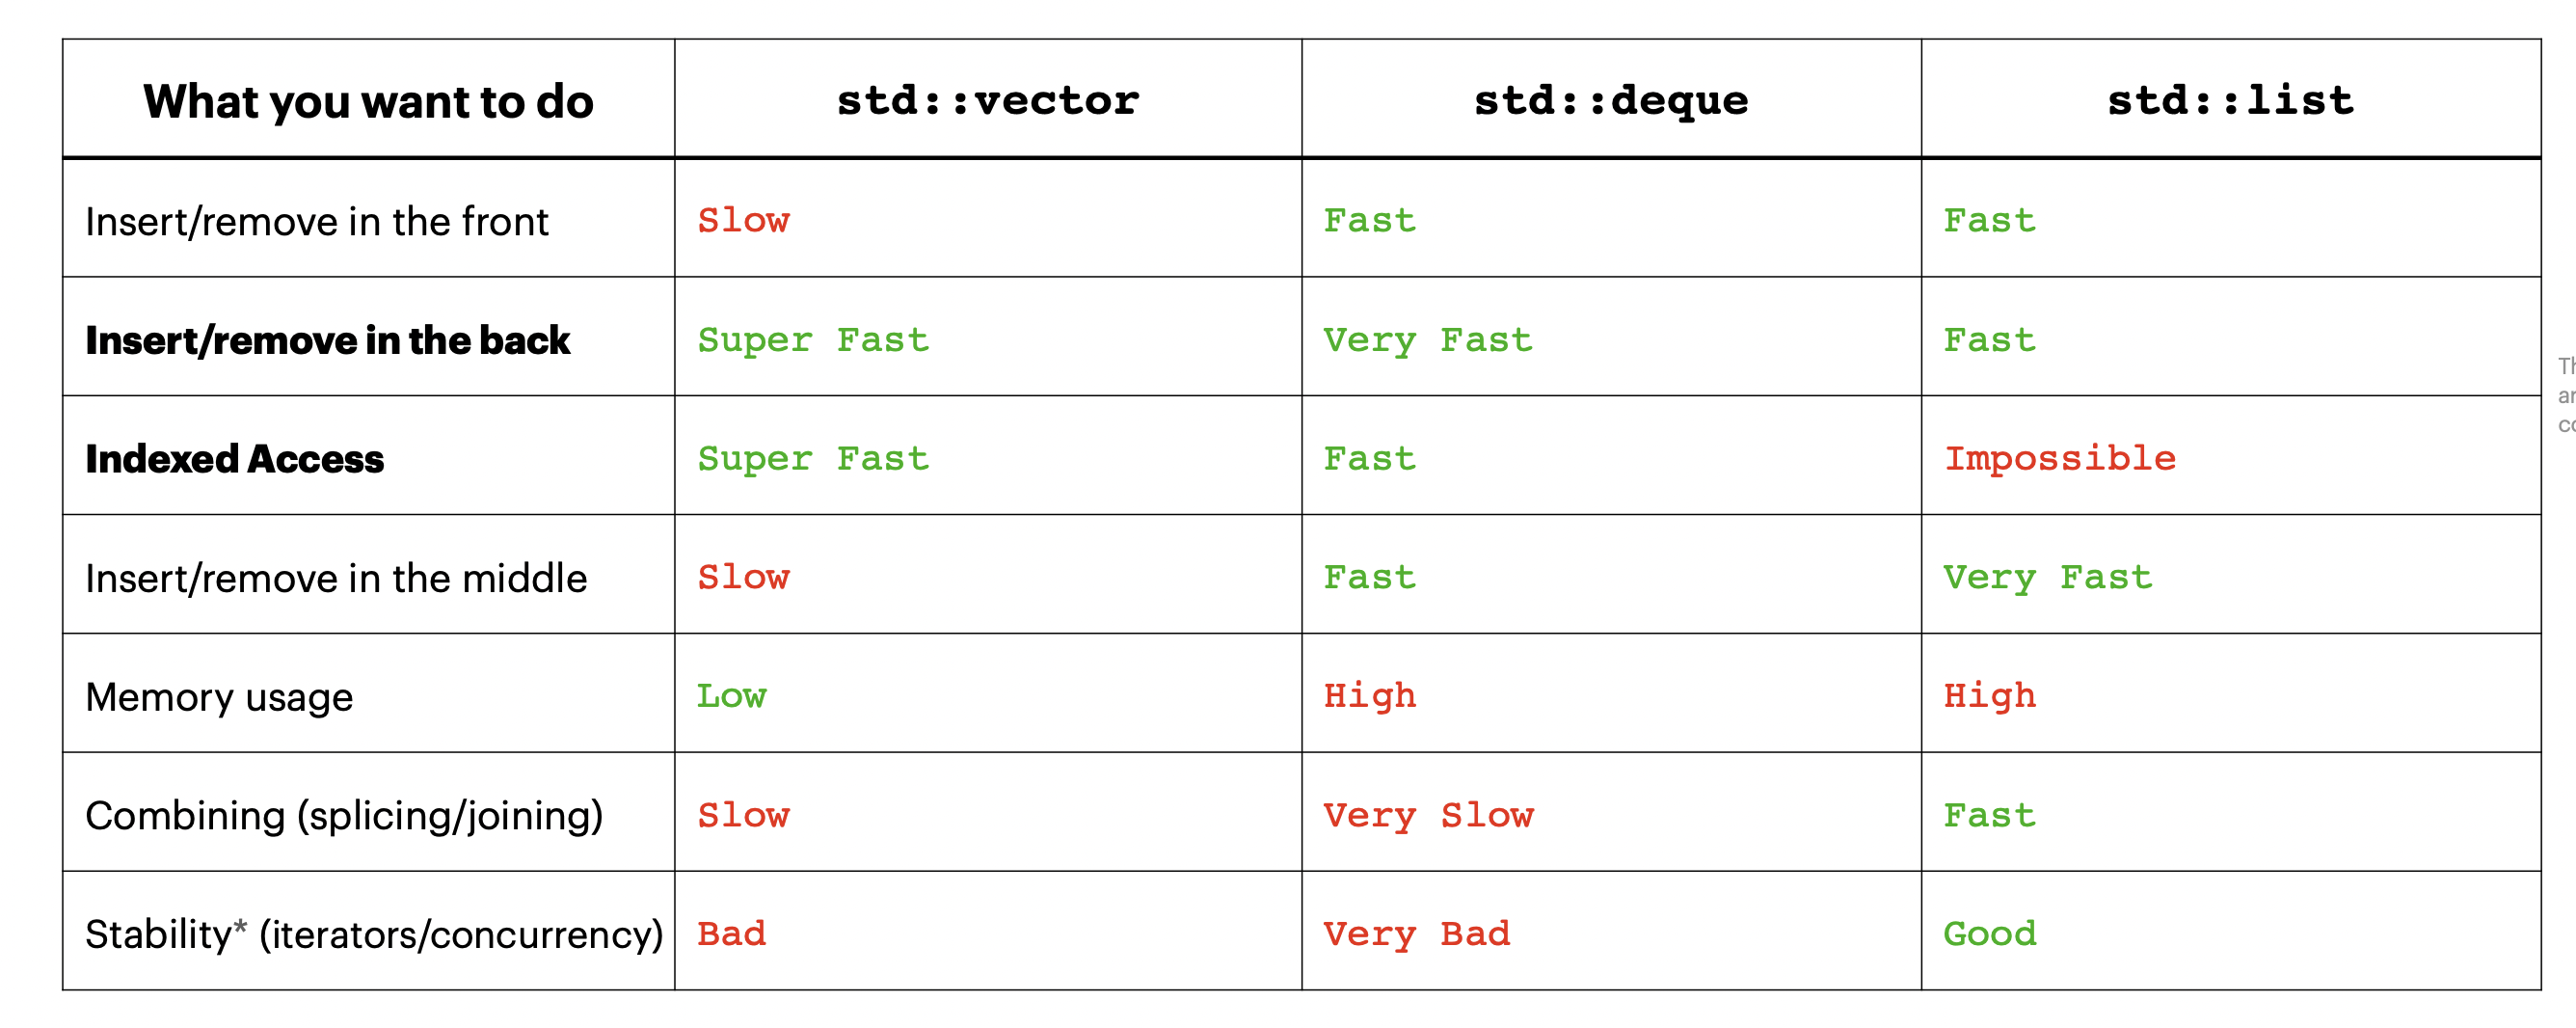 What you want to do std::vector std::deque std::list
Insert/remove in the front Slow Fast Fast
Insert/remove in the back Super Fast Very Fast Fast
Indexed Access Super Fast Fast Impossible
Insert/remove in the middle Slow Fast Very Fast
Memory usage Low High High
Combining (splicing/joining) Slow Very Slow Fast
Stability* (iterators/concurrency) Bad Very Bad Good